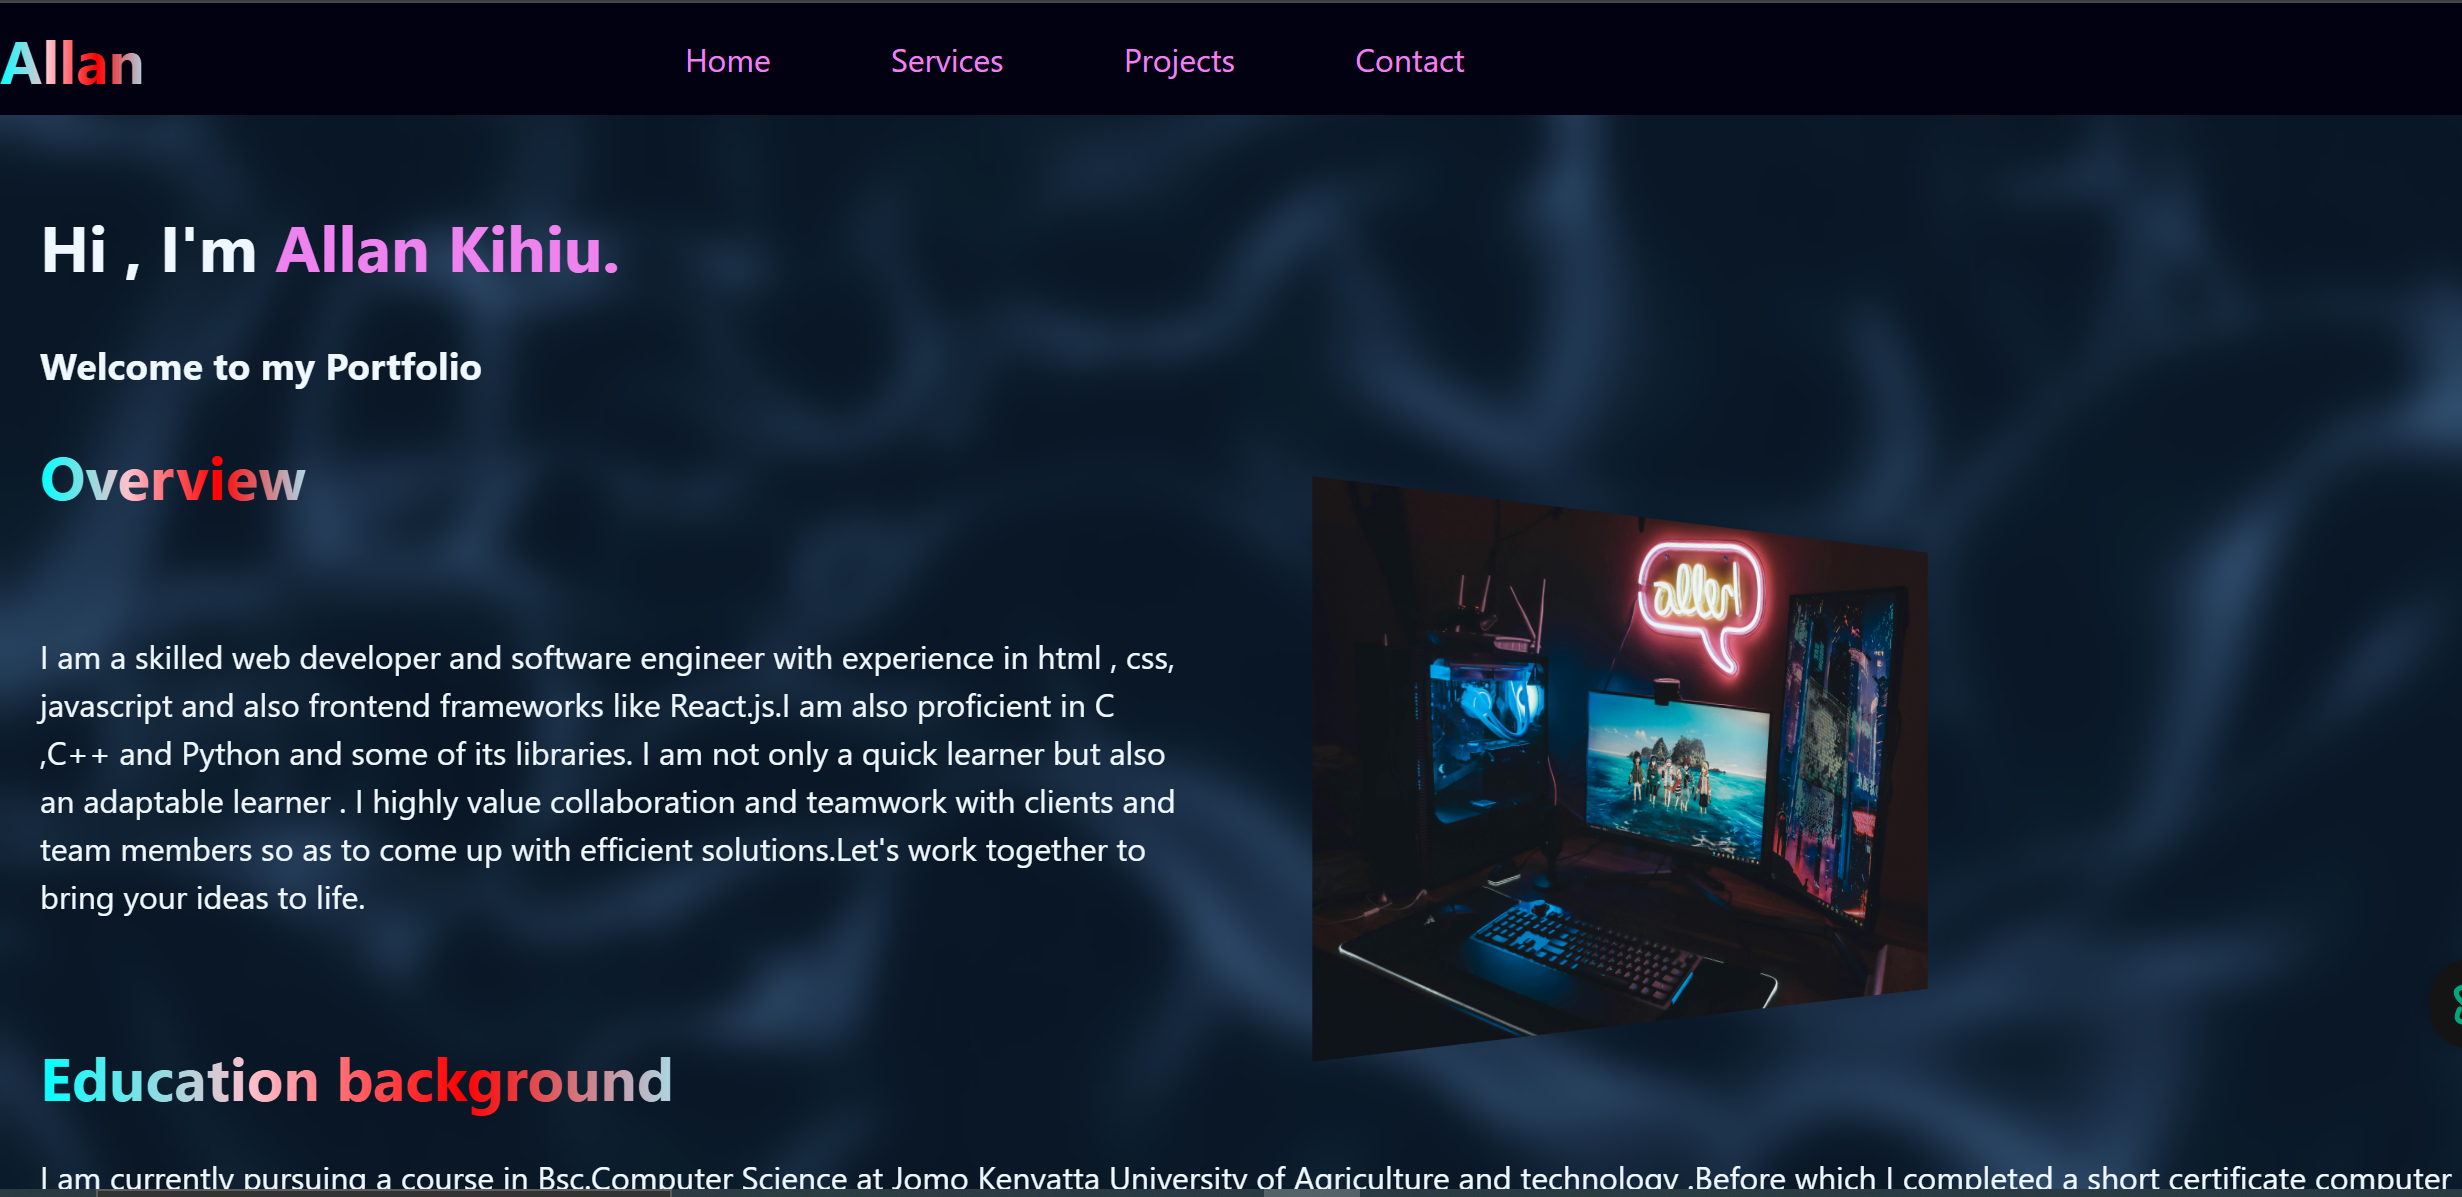 Allan
Home Services Projects Contact
Hi , I'm Allan Kihiu.
Welcome to my Portfolio
Overview
I am a skilled web developer and software engineer with experience in html , css,
javascript and also frontend frameworks like React.js.I am also proficient in C
,C++ and Python and some of its libraries. I am not only a quick learner but also
an adaptable learner . I highly value collaboration and teamwork with clients and
team members so as to come up with efficient solutions.Let's work together to
bring your ideas to life.
Education background
I am currently pursuing a course in Bsc.Computer Science at Jomo Kenyatta University of Agriculture and technology .Before which I completed a short certificate computer